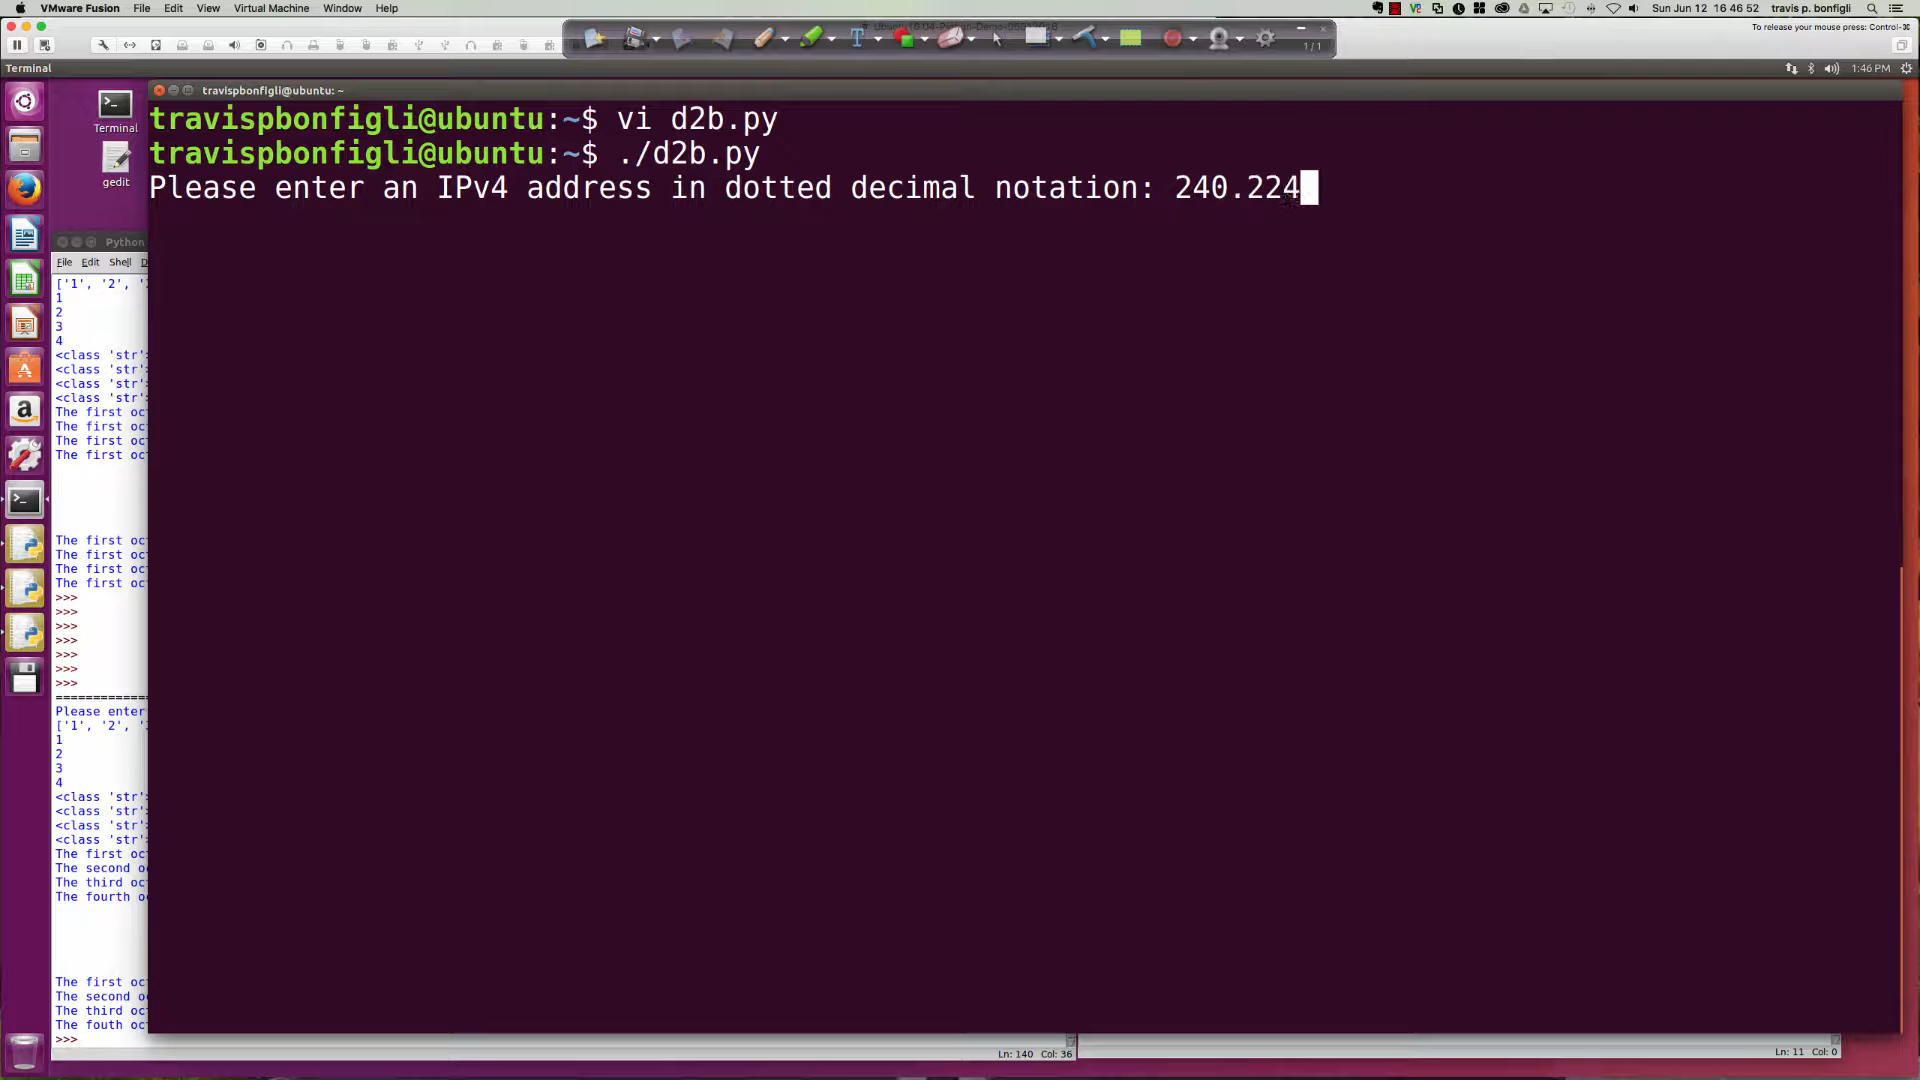 VMware Fusion File Edit View Virtual Machine Window Help Sun Jun 12 16 46 52 travis p. bonfigli
To release your mouse press: Control-⌘
1/1
Terminal 1:46 PM
travispbonfigli@ubuntu: ~
travispbonfigli@ubuntu:~$ vi d2b.py
travispbonfigli@ubuntu:~$ ./d2b.py
Please enter an IPv4 address in dotted decimal notation: 240.224
Terminal
gedit
Python
File Edit Shell D
['1', '2', '
1
2
3
4
<class 'str'
<class 'str'
<class 'str'
<class 'str'
The first oc
The first oc
The first oc
The first oc
The first oc
The first oc
The first oc
The first oc
>>>
>>>
>>>
>>>
>>>
>>>
>>>
=============
Please enter
['1', '2', '
1
2
3
4
<class 'str'
<class 'str'
<class 'str'
<class 'str'
The first oc
The second o
The third oc
The fourth o
The first oc
The second o
The third oc
The fouth oc
>>>
Ln: 140 Col: 36
Ln: 11 Col: 0